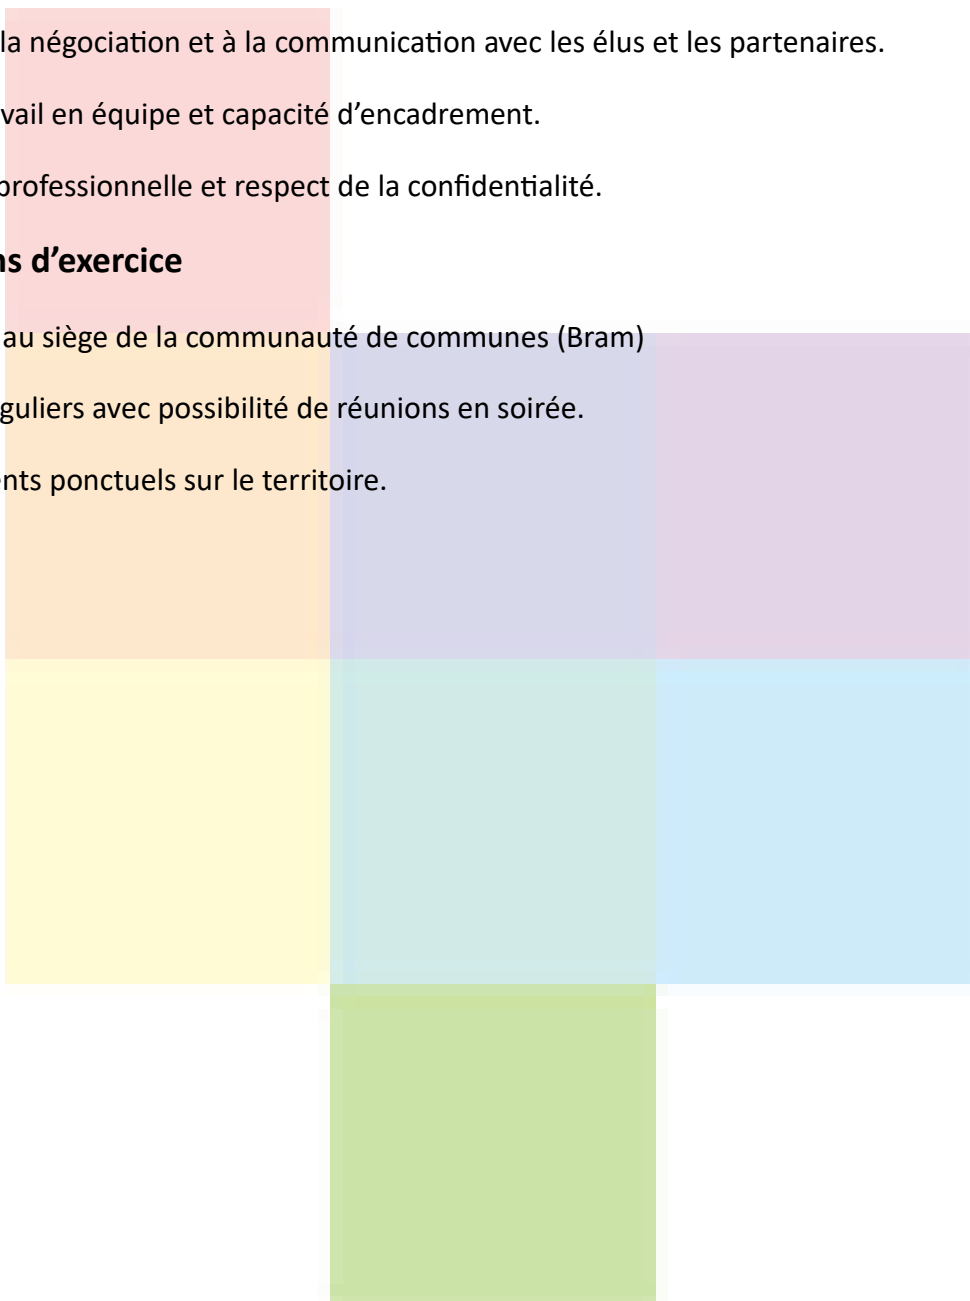 la négociation et à la communication avec les élus et les partenaires.
vail en équipe et capacité d’encadrement.
professionnelle et respect de la confidentialité.
ns d’exercice
au siège de la communauté de communes (Bram)
guliers avec possibilité de réunions en soirée.
nts ponctuels sur le territoire.